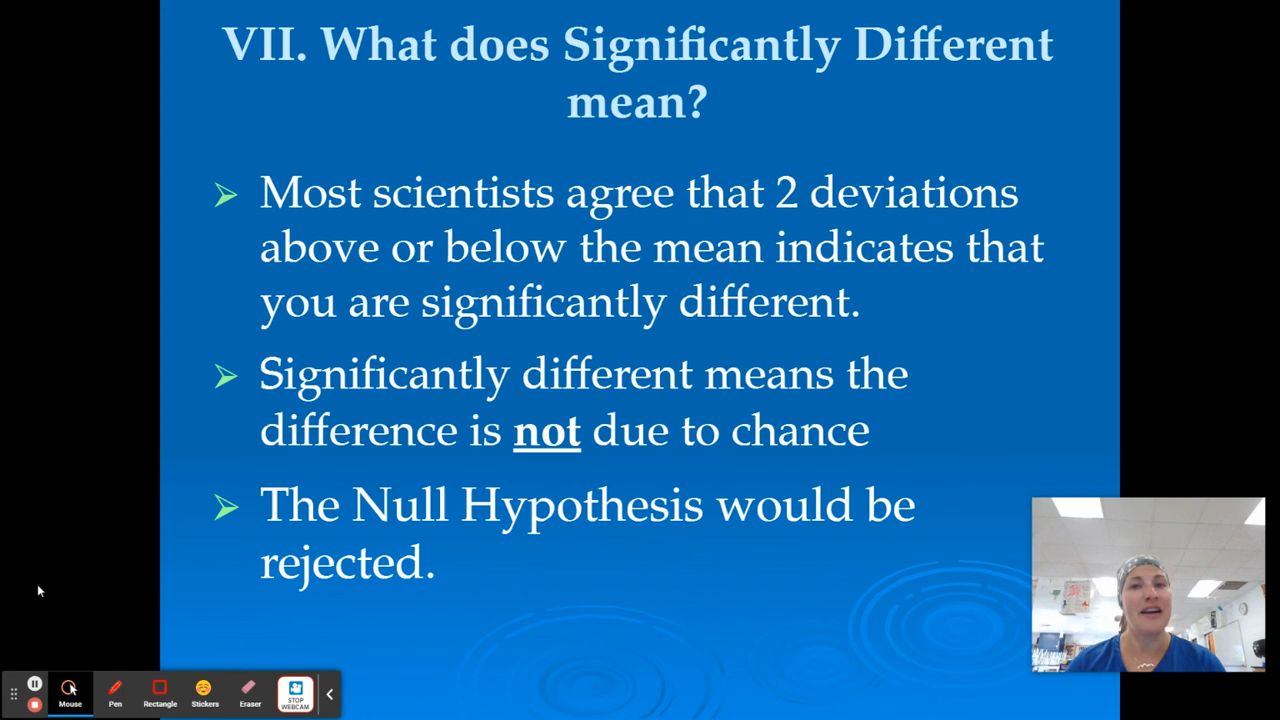 VII. What does Significantly Different
mean?
Most scientists agree that 2 deviations
above or below the mean indicates that
you are significantly different.
Significantly different means the
difference is not due to chance
The Null Hypothesis would be
rejected.
Mouse
Pen
Rectangle
Stickers
Eraser
STOP
WEBCAM